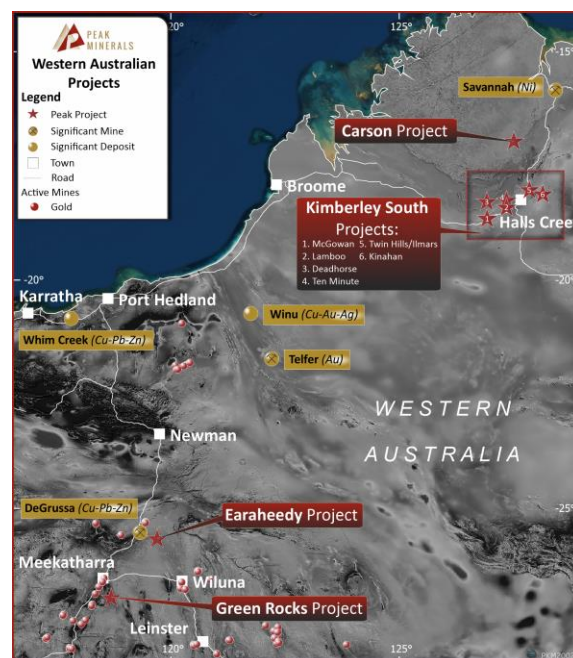 120°
125°
PEAK
MINERALS
Western Australian
Projects
Legend
Peak Project
Significant Mine
Significant Deposit
Town
Road
Active Mines
Gold
-15°
Savannah (Ni)
Carson Project
Broome
Kimberley South
Projects:
1. McGowan 5. Twin Hills/Ilmars
2. Lamboo 6. Kinahan
3. Deadhorse
4. Ten Minute
Halls Cree
-20°
-20°
Karratha
Port Hedland
Winu (Cu-Au-Ag)
Whim Creek (Cu-Pb-Zn)
Telfer (Au)
WESTERN
AUSTRALIA
Newman
DeGrussa (Cu-Pb-Zn)
Earaheedy Project
Meekatharra
Wiluna
Green Rocks Project
Leinster
120°
125°